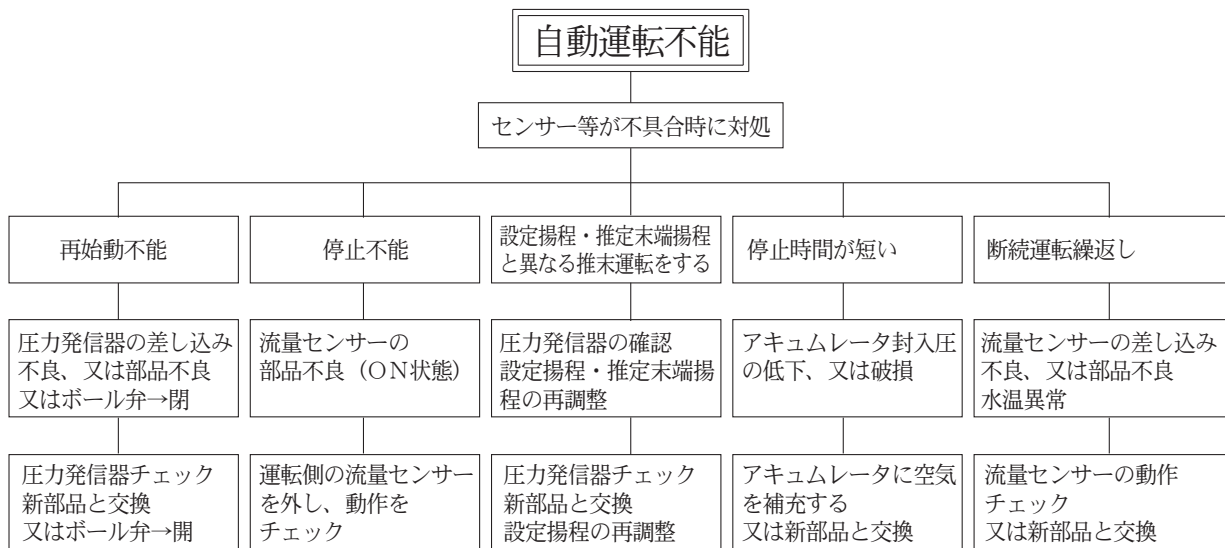 自動運転不能
センサー等が不具合時に対処
再始動不能
停止不能
設定揚程・推定末端揚程
と異なる推末運転をする
停止時間が短い
断続運転繰返し
圧力発信器の差し込み
不良、又は部品不良
又はボール弁→閉
流量センサーの
部品不良（ＯＮ状態）
圧力発信器の確認
設定揚程・推定末端揚
程の再調整
アキュムレータ封入圧
の低下、又は破損
流量センサーの差し込み
不良、又は部品不良
水温異常
圧力発信器チェック
新部品と交換
又はボール弁→開
運転側の流量センサー
を外し、動作を
チェック
圧力発信器チェック
新部品と交換
設定揚程の再調整
アキュムレータに空気
を補充する
又は新部品と交換
流量センサーの動作
チェック
又は新部品と交換